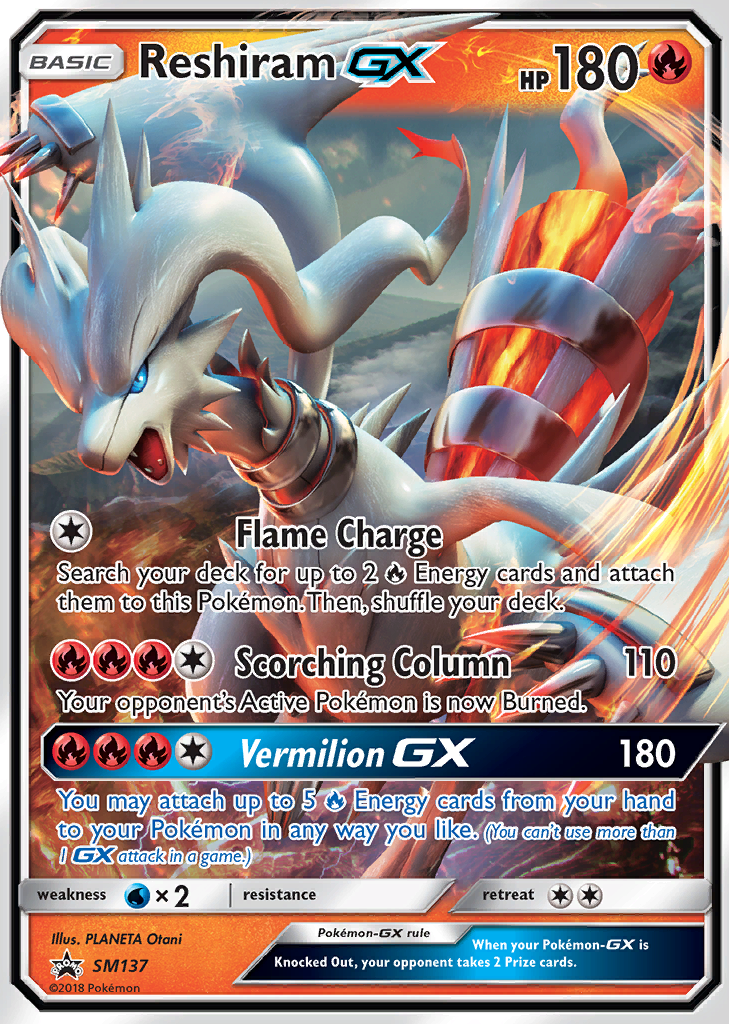 BASIC Reshiram GX HP 180
Flame Charge
Search your deck for up to 2 Energy cards and attach
them to this Pokémon. Then, shuffle your deck.
Scorching Column 110
Your opponent's Active Pokémon is now Burned.
Vermilion GX 180
You may attach up to 5 Energy cards from your hand
to your Pokémon in any way you like. (You can't use more than
1 GX attack in a game.)
weakness × 2 resistance retreat
Illus. PLANETA Otani
PROMO SM137
©2018 Pokémon
Pokémon-GX rule
When your Pokémon-GX is
Knocked Out, your opponent takes 2 Prize cards.